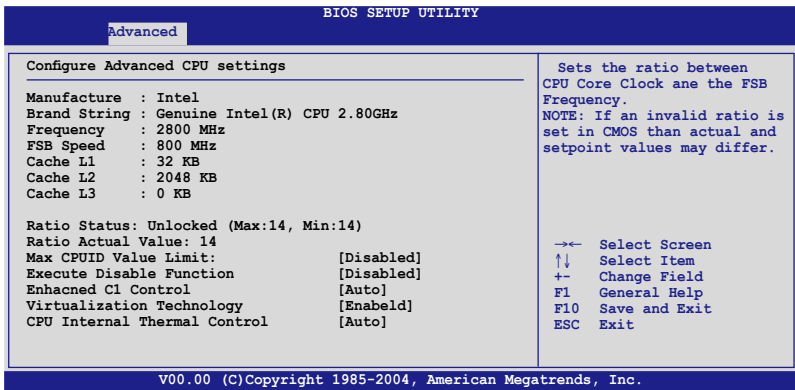 BIOS SETUP UTILITY
Advanced
Configure Advanced CPU settings
Manufacture : Intel
Brand String : Genuine Intel(R) CPU 2.80GHz
Frequency : 2800 MHz
FSB Speed : 800 MHz
Cache L1 : 32 KB
Cache L2 : 2048 KB
Cache L3 : 0 KB
Ratio Status: Unlocked (Max:14, Min:14)
Ratio Actual Value: 14
Max CPUID Value Limit: [Disabled]
Execute Disable Function [Disabled]
Enhacned C1 Control [Auto]
Virtualization Technology [Enabeld]
CPU Internal Thermal Control [Auto]
Sets the ratio between
CPU Core Clock ane the FSB
Frequency.
NOTE: If an invalid ratio is
set in CMOS than actual and
setpoint values may differ.
→← Select Screen
↑↓ Select Item
+- Change Field
F1 General Help
F10 Save and Exit
ESC Exit
V00.00 (C)Copyright 1985-2004, American Megatrends, Inc.